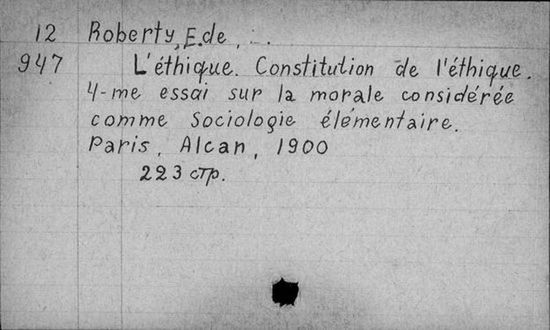 12 Roberty, E. de, ...
947 L'éthique. Constitution de l'éthique.
4-me essai sur la morale considérée
comme sociologie élémentaire.
Paris, Alcan, 1900
223 стр.